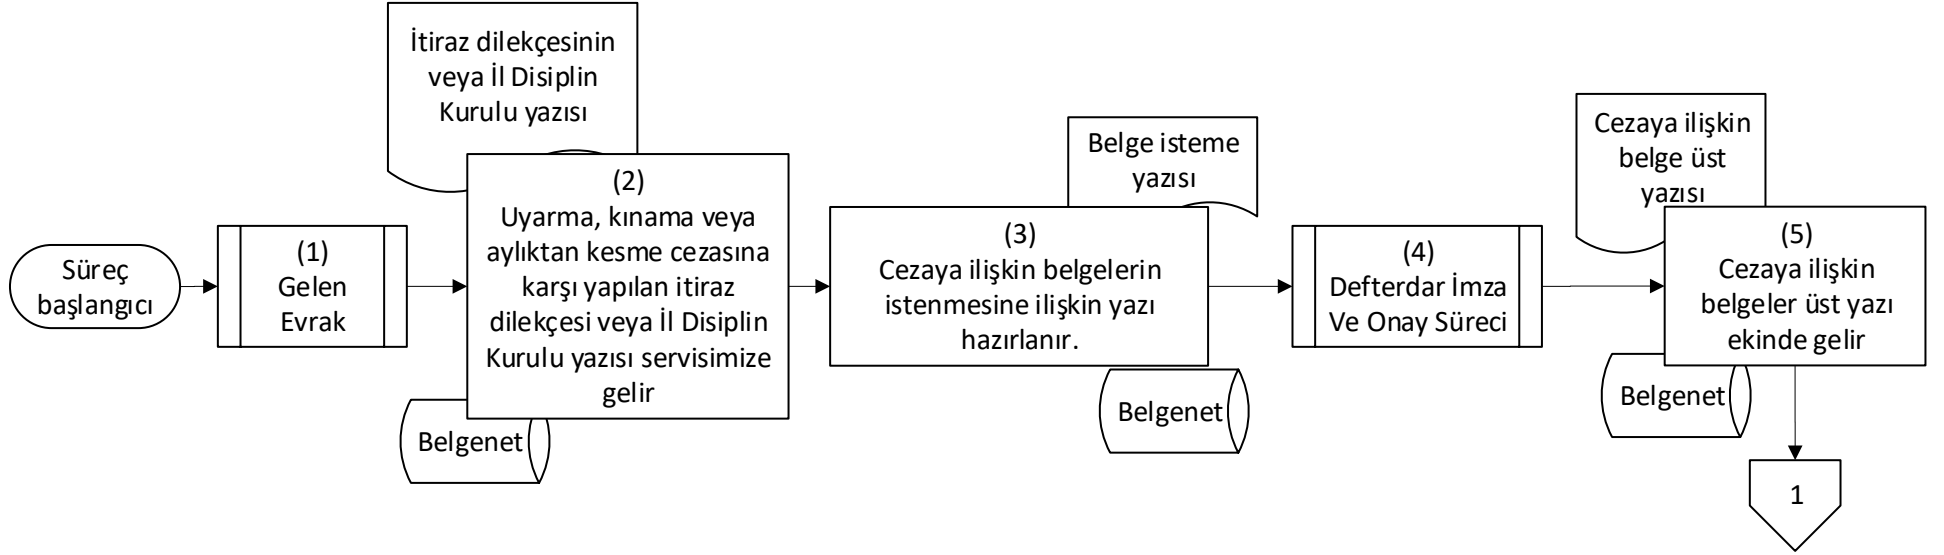 Süreç
başlangıcı
(1)
Gelen
Evrak
İtiraz dilekçesinin
veya İl Disiplin
Kurulu yazısı
(2)
Uyarma, kınama veya
aylıktan kesme cezasına
karşı yapılan itiraz
dilekçesi veya İl Disiplin
Kurulu yazısı servisimize
gelir
Belgenet
Belge isteme
yazısı
(3)
Cezaya ilişkin belgelerin
istenmesine ilişkin yazı
hazırlanır.
Belgenet
(4)
Defterdar İmza
Ve Onay Süreci
Cezaya ilişkin
belge üst
yazısı
(5)
Cezaya ilişkin
belgeler üst yazı
ekinde gelir
Belgenet
1